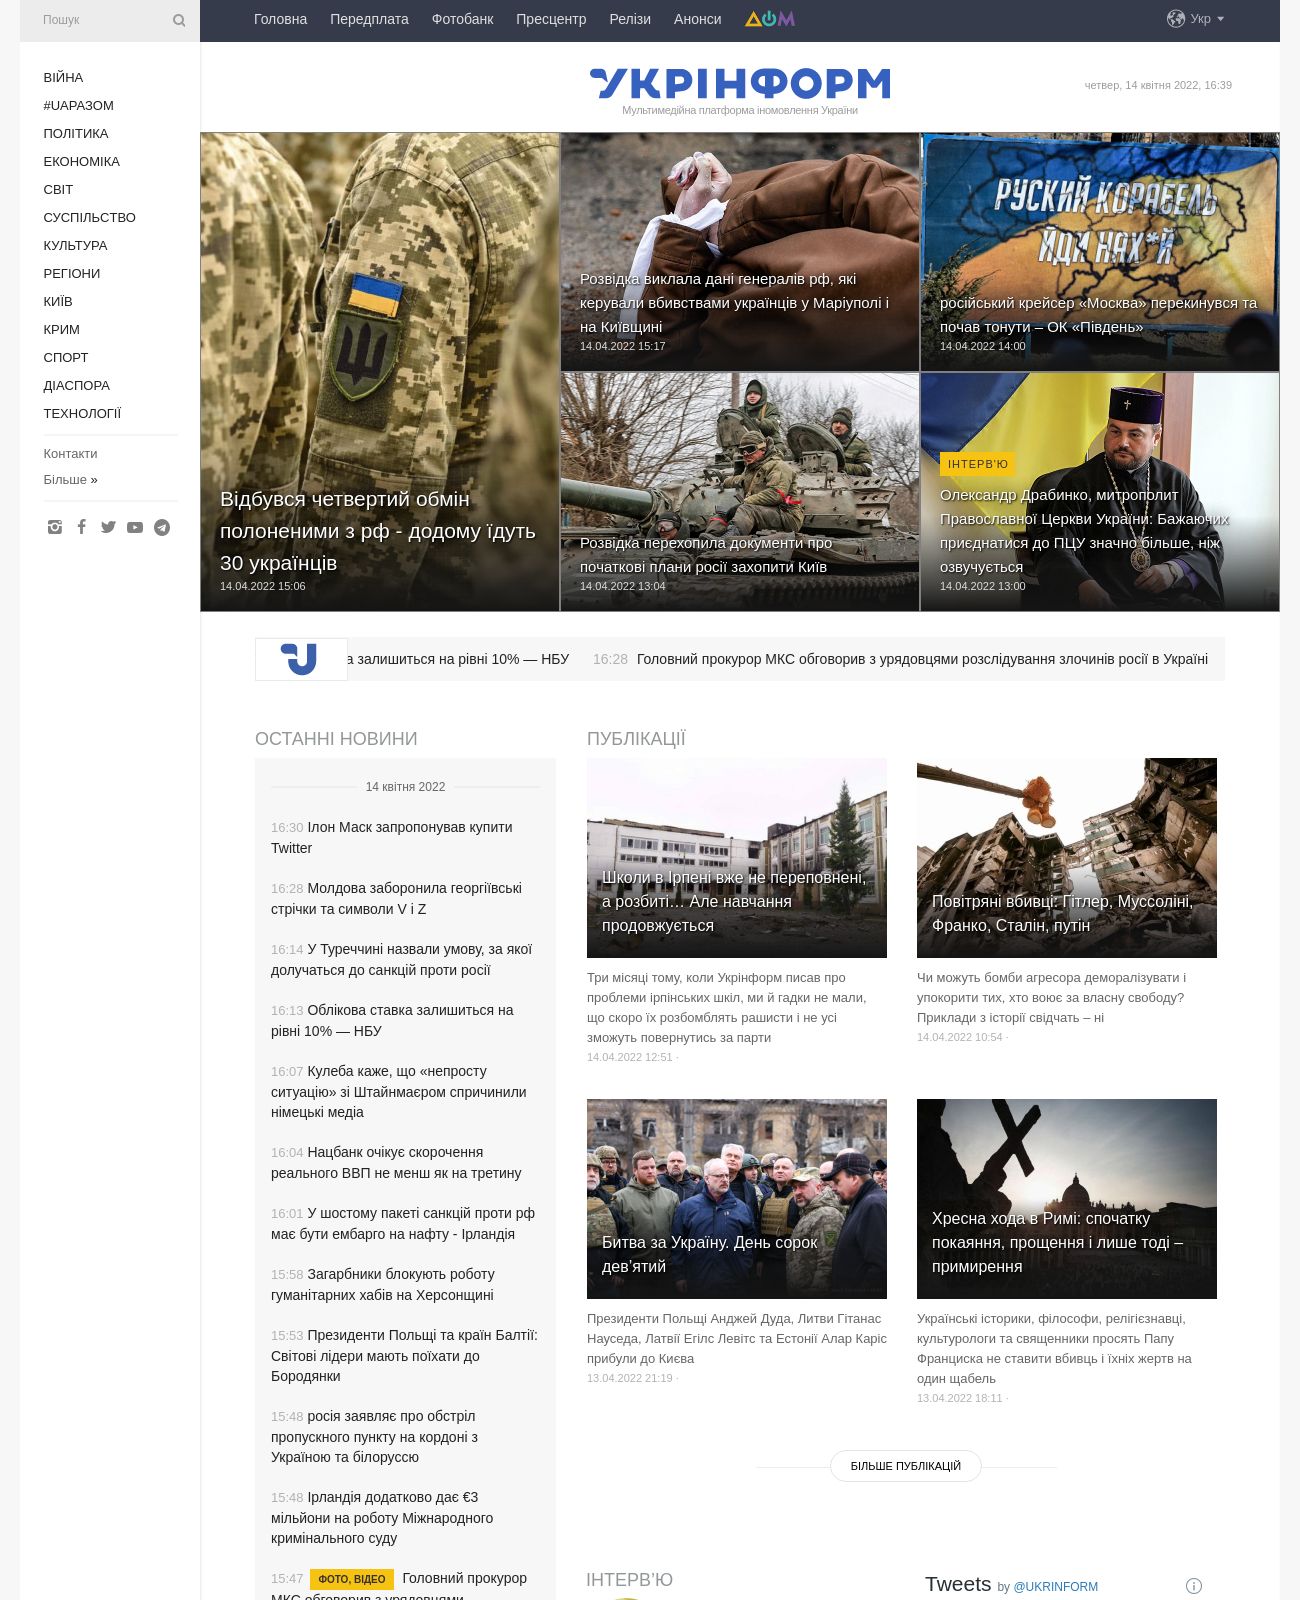 Пошук
Головна Передплата Фотобанк Пресцентр Релізи Анонси ДОМ
Укр
ВІЙНА
#UАРАЗОМ
ПОЛІТИКА
ЕКОНОМІКА
СВІТ
СУСПІЛЬСТВО
КУЛЬТУРА
РЕГІОНИ
КИЇВ
КРИМ
СПОРТ
ДІАСПОРА
ТЕХНОЛОГІЇ
Контакти
Більше »
УКРІНФОРМ
Мультимедійна платформа іномовлення України
четвер, 14 квітня 2022, 16:39
Відбувся четвертий обмін
полоненими з рф - додому їдуть
30 українців
14.04.2022 15:06
Розвідка виклала дані генералів рф, які
керували вбивствами українців у Маріуполі і
на Київщині
14.04.2022 15:17
РУСКИЙ КОРАБЕЛЬ
ЙДИ НАХ*Й
російський крейсер «Москва» перекинувся та
почав тонути – ОК «Південь»
14.04.2022 14:00
Розвідка перехопила документи про
початкові плани росії захопити Київ
14.04.2022 13:04
ІНТЕРВ'Ю
Олександр Драбинко, митрополит
Православної Церкви України: Бажаючих
приєднатися до ПЦУ значно більше, ніж
озвучується
14.04.2022 13:00
а залишиться на рівні 10% — НБУ 16:28 Головний прокурор МКС обговорив з урядовцями розслідування злочинів росії в Україні
ОСТАННІ НОВИНИ
14 квітня 2022
16:30 Ілон Маск запропонував купити
Twitter
16:28 Молдова заборонила георгіївські
стрічки та символи V і Z
16:14 У Туреччині назвали умову, за якої
долучаться до санкцій проти росії
16:13 Облікова ставка залишиться на
рівні 10% — НБУ
16:07 Кулеба каже, що «непросту
ситуацію» зі Штайнмаєром спричинили
німецькі медіа
16:04 Нацбанк очікує скорочення
реального ВВП не менш як на третину
16:01 У шостому пакеті санкцій проти рф
має бути ембарго на нафту - Ірландія
15:58 Загарбники блокують роботу
гуманітарних хабів на Херсонщині
15:53 Президенти Польщі та країн Балтії:
Світові лідери мають поїхати до
Бородянки
15:48 росія заявляє про обстріл
пропускного пункту на кордоні з
Україною та білоруссю
15:48 Ірландія додатково дає €3
мільйони на роботу Міжнародного
кримінального суду
15:47 ФОТО, ВІДЕО Головний прокурор
МКС обговорив з урядовцями
ПУБЛІКАЦІЇ
Школи в Ірпені вже не переповнені,
а розбиті… Але навчання
продовжується
Три місяці тому, коли Укрінформ писав про
проблеми ірпінських шкіл, ми й гадки не мали,
що скоро їх розбомблять рашисти і не усі
зможуть повернутись за парти
14.04.2022 12:51 ·
Повітряні вбивці: Гітлер, Муссоліні,
Франко, Сталін, путін
Чи можуть бомби агресора деморалізувати і
упокорити тих, хто воює за власну свободу?
Приклади з історії свідчать – ні
14.04.2022 10:54 ·
Битва за Україну. День сорок
дев’ятий
Президенти Польщі Анджей Дуда, Литви Гітанас
Науседа, Латвії Егілс Левітс та Естонії Алар Каріс
прибули до Києва
13.04.2022 21:19 ·
Хресна хода в Римі: спочатку
покаяння, прощення і лише тоді –
примирення
Українські історики, філософи, релігієзнавці,
культурологи та священники просять Папу
Франциска не ставити вбивць і їхніх жертв на
один щабель
13.04.2022 18:11 ·
БІЛЬШЕ ПУБЛІКАЦІЙ
ІНТЕРВ'Ю
Tweets by @UKRINFORM